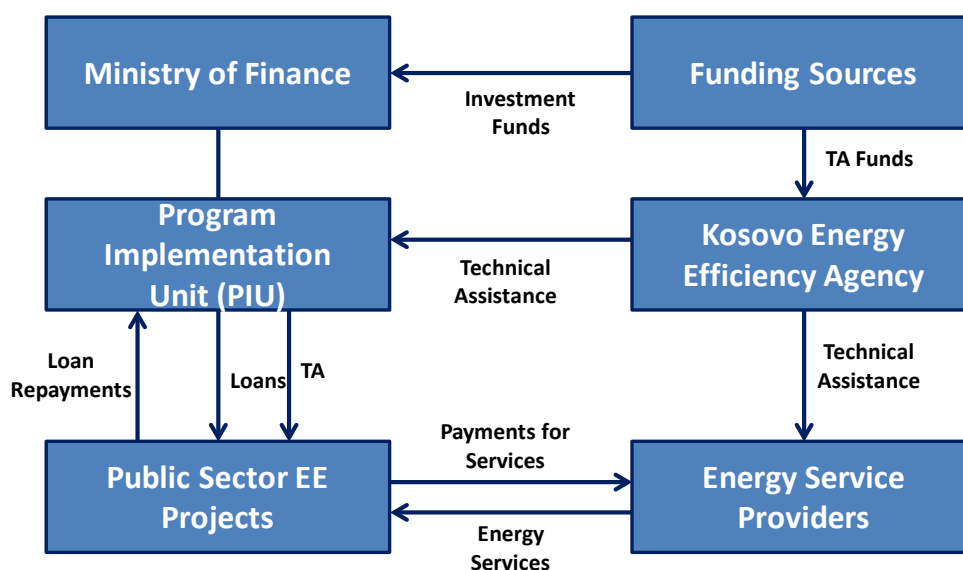 Ministry of Finance
Funding Sources
Investment
Funds
TA Funds
Program
Implementation
Unit (PIU)
Kosovo Energy
Efficiency Agency
Technical
Assistance
Loan
Repayments
Loans
TA
Technical
Assistance
Public Sector EE
Projects
Payments for
Services
Energy Service
Providers
Energy
Services